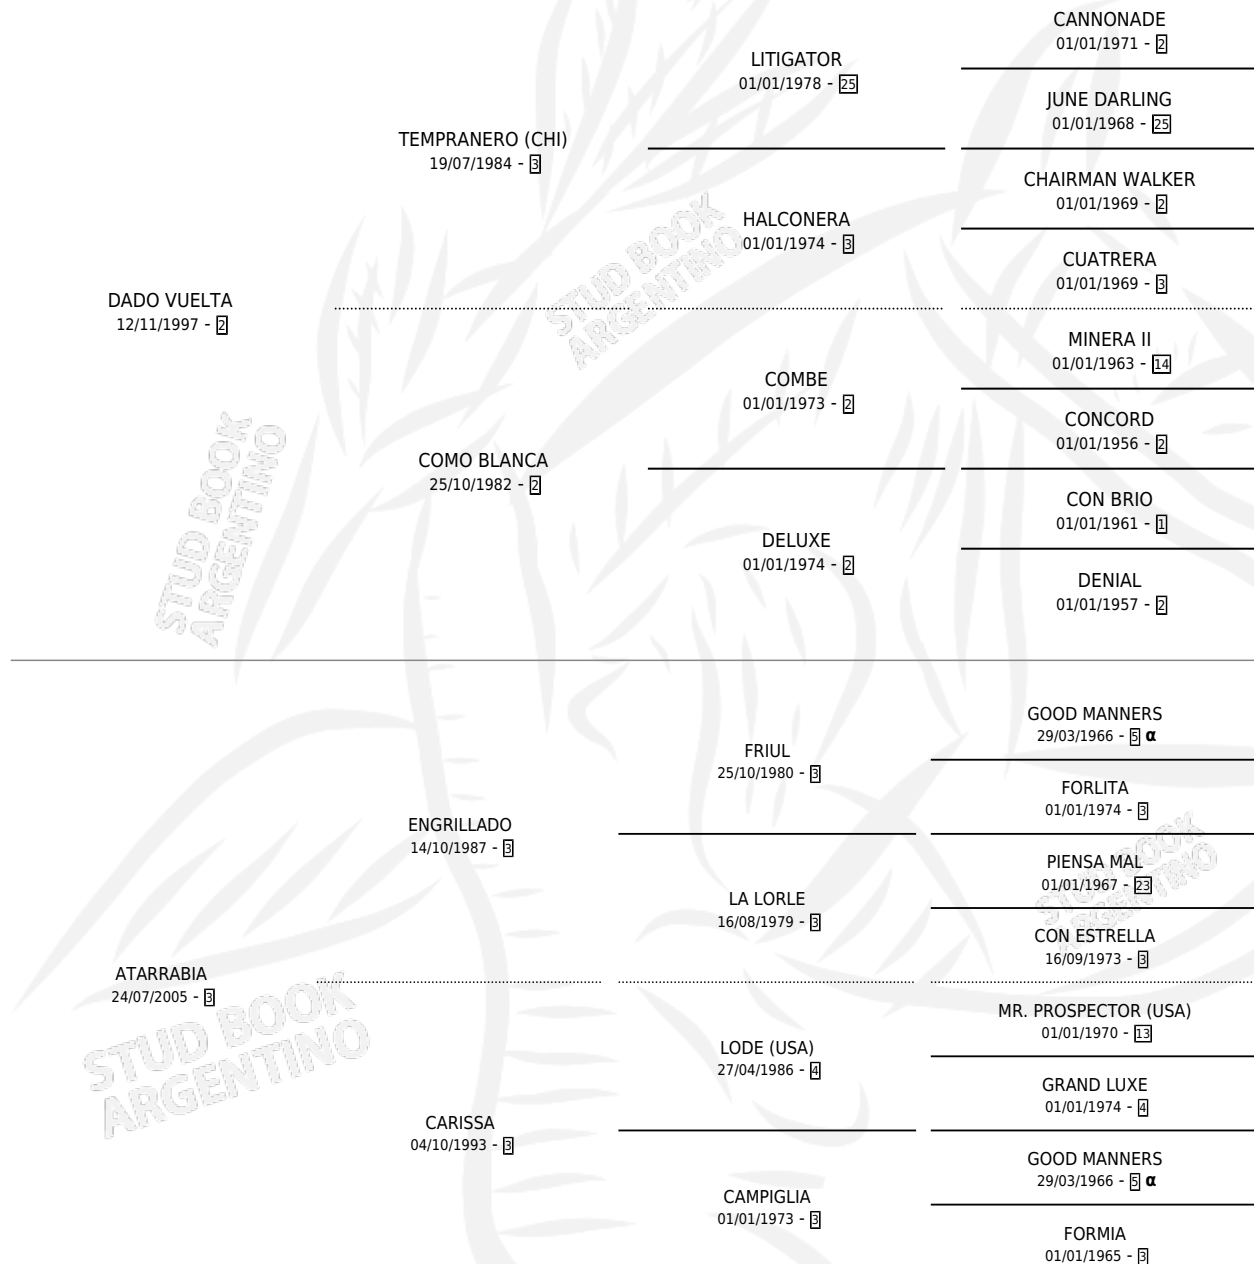 CANNONADE
01/01/1971 - 2
LITIGATOR
01/01/1978 - 25
JUNE DARLING
01/01/1968 - 25
TEMPRANERO (CHI)
19/07/1984 - 3
CHAIRMAN WALKER
01/01/1969 - 2
HALCONERA
01/01/1974 - 3
CUATRERA
01/01/1969 - 3
DADO VUELTA
12/11/1997 - 2
MINERA II
01/01/1963 - 14
COMBE
01/01/1973 - 2
CONCORD
01/01/1956 - 2
COMO BLANCA
25/10/1982 - 2
CON BRIO
01/01/1961 - 1
DELUXE
01/01/1974 - 2
DENIAL
01/01/1957 - 2
STUD BOOK
ARGENTINO
STUD BOOK
ARGENTINO
GOOD MANNERS
29/03/1966 - 5 α
FRIUL
25/10/1980 - 3
FORLITA
01/01/1974 - 3
ENGRILLADO
14/10/1987 - 3
PIENSA MAL
01/01/1967 - 23
LA LORLE
16/08/1979 - 3
CON ESTRELLA
16/09/1973 - 3
ATARRABIA
24/07/2005 - 3
MR. PROSPECTOR (USA)
01/01/1970 - 13
LODE (USA)
27/04/1986 - 4
GRAND LUXE
01/01/1974 - 4
CARISSA
04/10/1993 - 3
GOOD MANNERS
29/03/1966 - 5 α
CAMPIGLIA
01/01/1973 - 3
FORMIA
01/01/1965 - 3
STUD BOOK
ARGENTINO
STUD BOOK
ARGENTINO